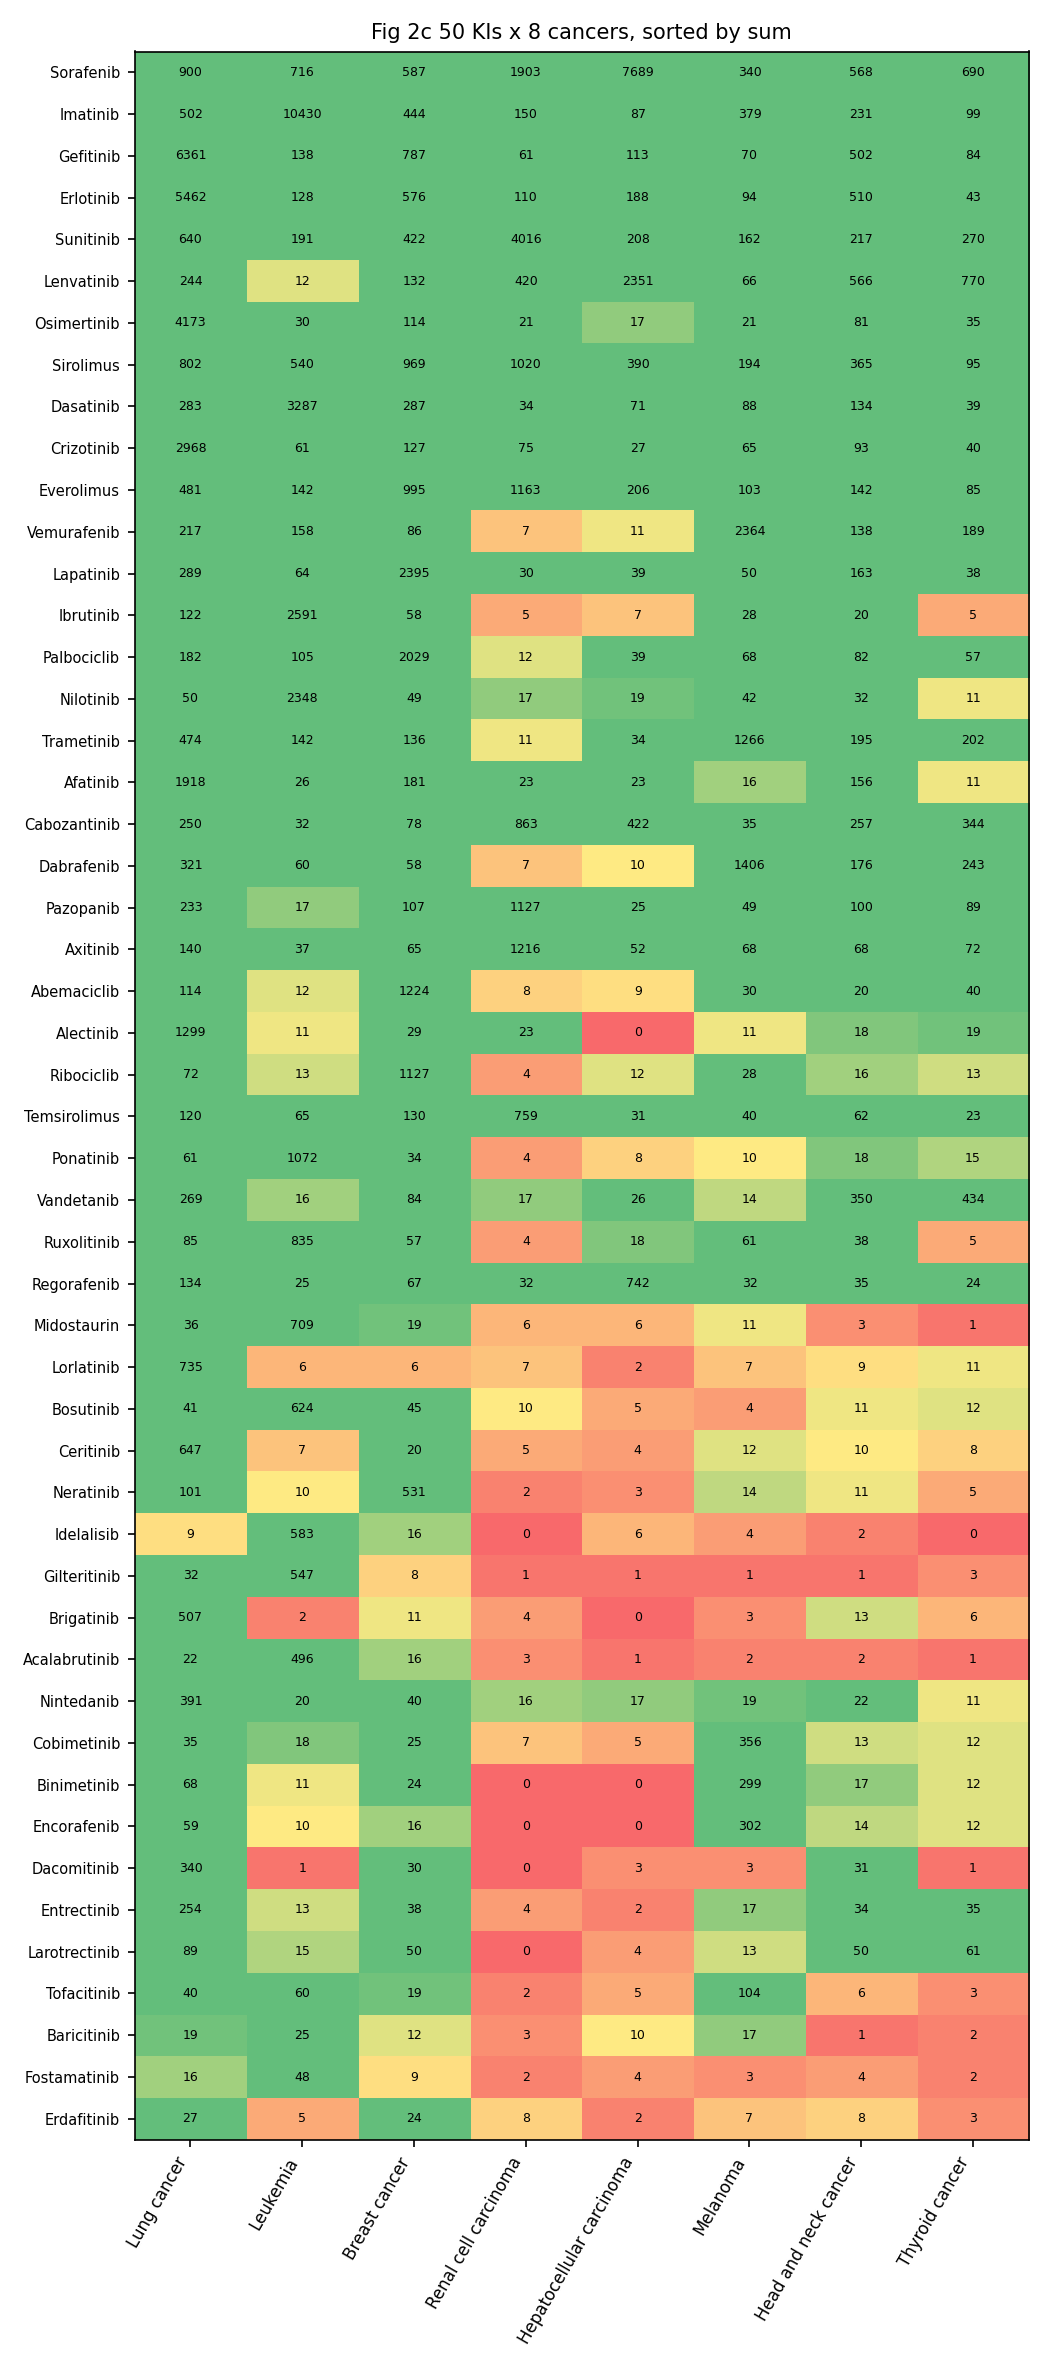 Fig 2c 50 KIs x 8 cancers, sorted by sum
Sorafenib 900 716 587 1903 7689 340 568 690
Imatinib 502 10430 444 150 87 379 231 99
Gefitinib 6361 138 787 61 113 70 502 84
Erlotinib 5462 128 576 110 188 94 510 43
Sunitinib 640 191 422 4016 208 162 217 270
Lenvatinib 244 12 132 420 2351 66 566 770
Osimertinib 4173 30 114 21 17 21 81 35
Sirolimus 802 540 969 1020 390 194 365 95
Dasatinib 283 3287 287 34 71 88 134 39
Crizotinib 2968 61 127 75 27 65 93 40
Everolimus 481 142 995 1163 206 103 142 85
Vemurafenib 217 158 86 7 11 2364 138 189
Lapatinib 289 64 2395 30 39 50 163 38
Ibrutinib 122 2591 58 5 7 28 20 5
Palbociclib 182 105 2029 12 39 68 82 57
Nilotinib 50 2348 49 17 19 42 32 11
Trametinib 474 142 136 11 34 1266 195 202
Afatinib 1918 26 181 23 23 16 156 11
Cabozantinib 250 32 78 863 422 35 257 344
Dabrafenib 321 60 58 7 10 1406 176 243
Pazopanib 233 17 107 1127 25 49 100 89
Axitinib 140 37 65 1216 52 68 68 72
Abemaciclib 114 12 1224 8 9 30 20 40
Alectinib 1299 11 29 23 0 11 18 19
Ribociclib 72 13 1127 4 12 28 16 13
Temsirolimus 120 65 130 759 31 40 62 23
Ponatinib 61 1072 34 4 8 10 18 15
Vandetanib 269 16 84 17 26 14 350 434
Ruxolitinib 85 835 57 4 18 61 38 5
Regorafenib 134 25 67 32 742 32 35 24
Midostaurin 36 709 19 6 6 11 3 1
Lorlatinib 735 6 6 7 2 7 9 11
Bosutinib 41 624 45 10 5 4 11 12
Ceritinib 647 7 20 5 4 12 10 8
Neratinib 101 10 531 2 3 14 11 5
Idelalisib 9 583 16 0 6 4 2 0
Gilteritinib 32 547 8 1 1 1 1 3
Brigatinib 507 2 11 4 0 3 13 6
Acalabrutinib 22 496 16 3 1 2 2 1
Nintedanib 391 20 40 16 17 19 22 11
Cobimetinib 35 18 25 7 5 356 13 12
Binimetinib 68 11 24 0 0 299 17 12
Encorafenib 59 10 16 0 0 302 14 12
Dacomitinib 340 1 30 0 3 3 31 1
Entrectinib 254 13 38 4 2 17 34 35
Larotrectinib 89 15 50 0 4 13 50 61
Tofacitinib 40 60 19 2 5 104 6 3
Baricitinib 19 25 12 3 10 17 1 2
Fostamatinib 16 48 9 2 4 3 4 2
Erdafitinib 27 5 24 8 2 7 8 3
Lung cancer
Leukemia
Breast cancer
Renal cell carcinoma
Hepatocellular carcinoma
Melanoma
Head and neck cancer
Thyroid cancer